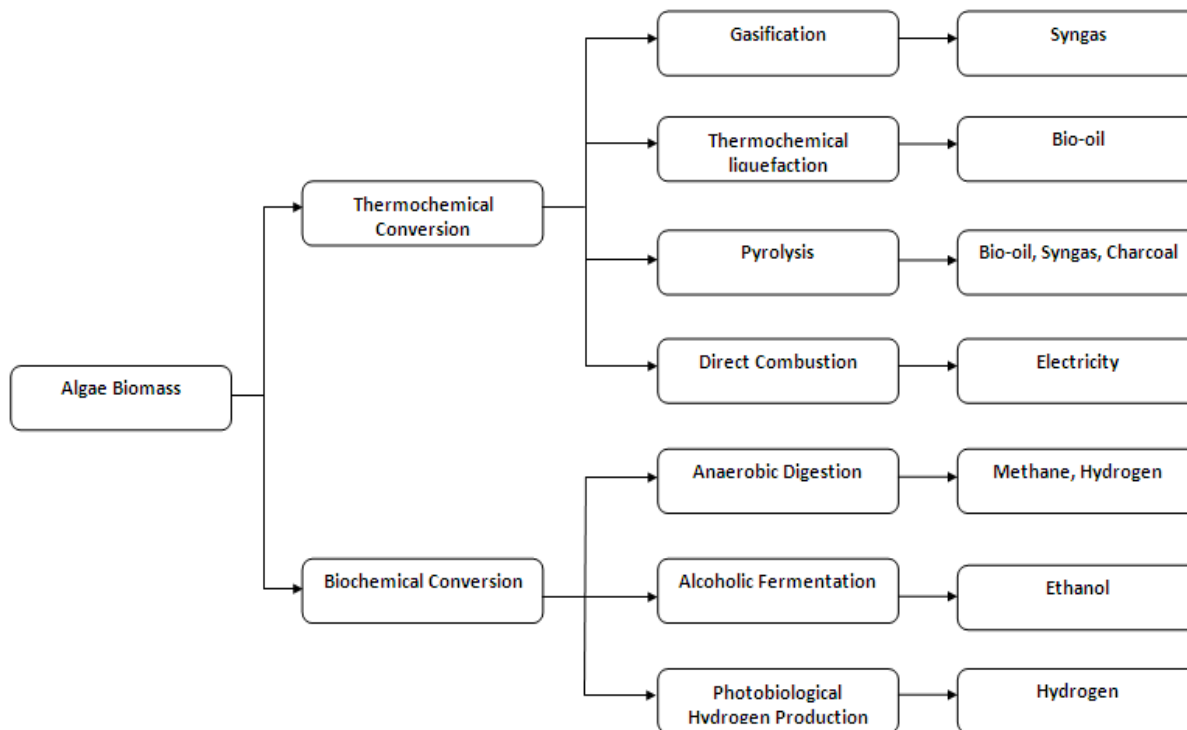 Gasification
Syngas
Thermochemical
liquefaction
Bio-oil
Thermochemical
Conversion
Pyrolysis
Bio-oil, Syngas, Charcoal
Direct Combustion
Electricity
Algae Biomass
Anaerobic Digestion
Methane, Hydrogen
Biochemical Conversion
Alcoholic Fermentation
Ethanol
Photobiological
Hydrogen Production
Hydrogen